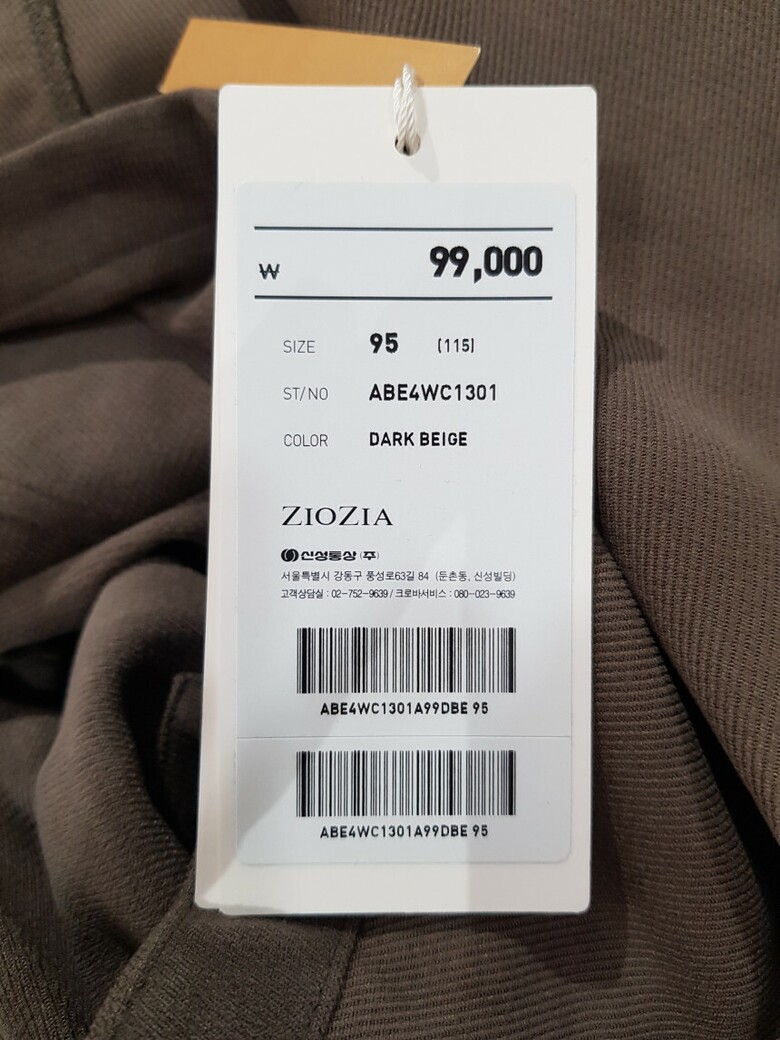 ₩ 99,000
SIZE 95 (115)
ST/NO ABE4WC1301
COLOR DARK BEIGE
ZIOZIA
신성통상 (주)
서울특별시 강동구 풍성로63길 84 (둔촌동, 신성빌딩)
고객상담실 : 02-752-9639 / 크로바서비스 : 080-023-9639
ABE4WC1301A99DBE 95
ABE4WC1301A99DBE 95